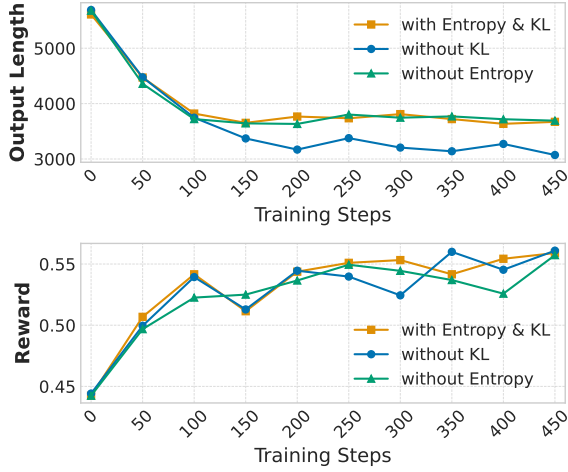 Output Length
5000
4000
3000
with Entropy & KL
without KL
without Entropy
0 50 100 150 200 250 300 350 400 450
Training Steps
Reward
0.55
0.50
0.45
with Entropy & KL
without KL
without Entropy
0 50 100 150 200 250 300 350 400 450
Training Steps